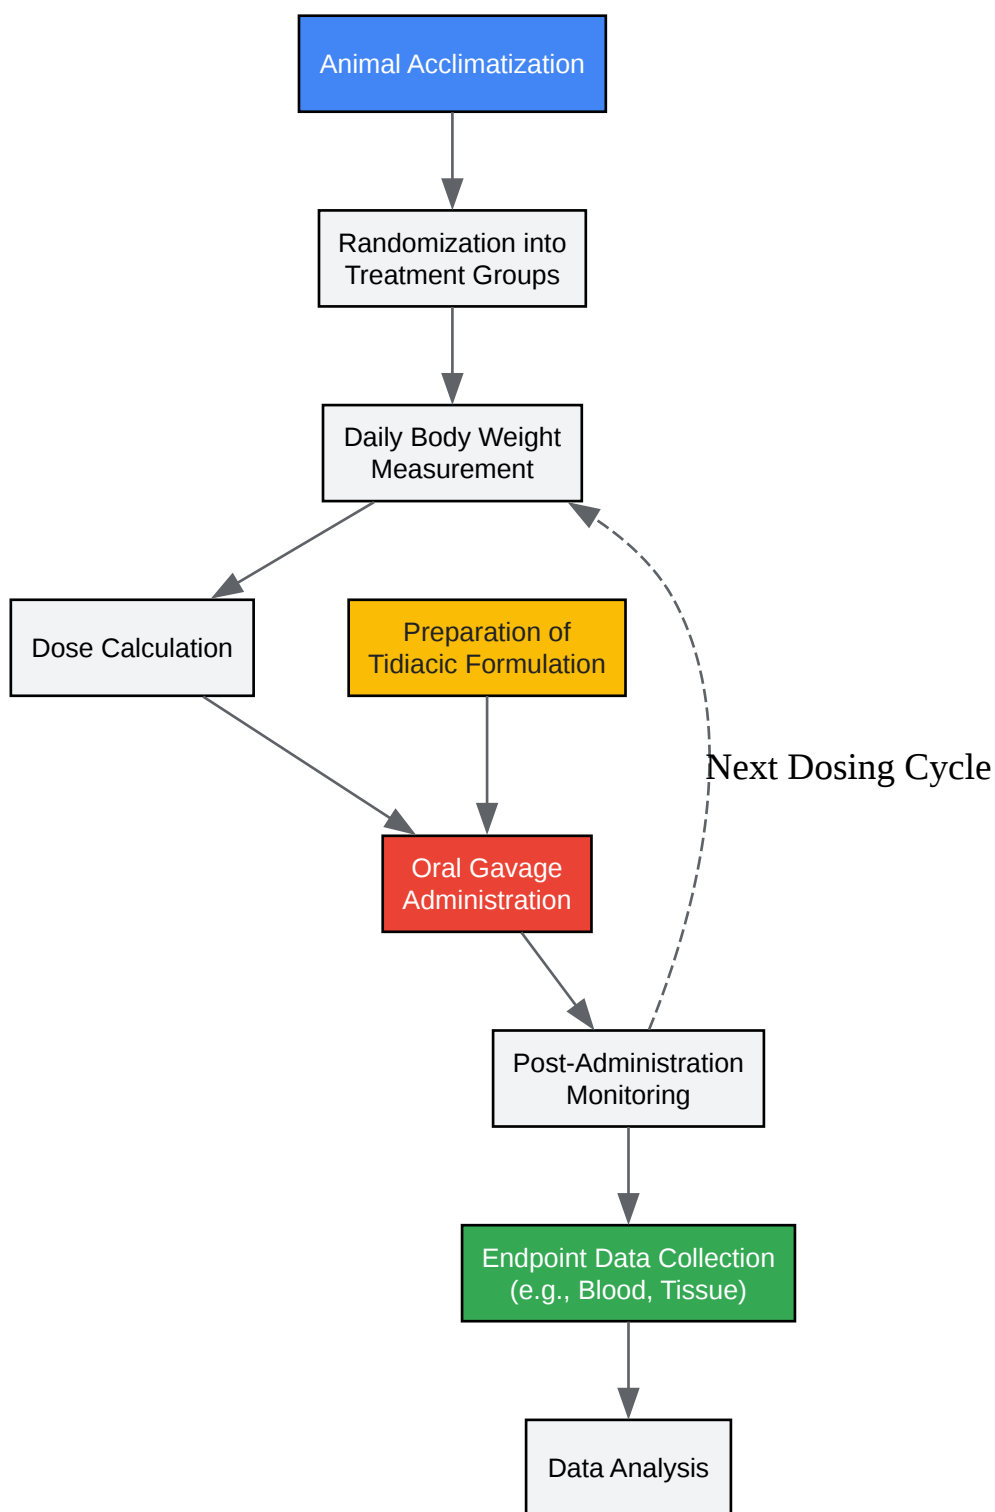 Animal Acclimatization
Randomization into
Treatment Groups
Daily Body Weight
Measurement
Dose Calculation
Preparation of
Tidiacic Formulation
Next Dosing Cycle
Oral Gavage
Administration
Post-Administration
Monitoring
Endpoint Data Collection
(e.g., Blood, Tissue)
Data Analysis